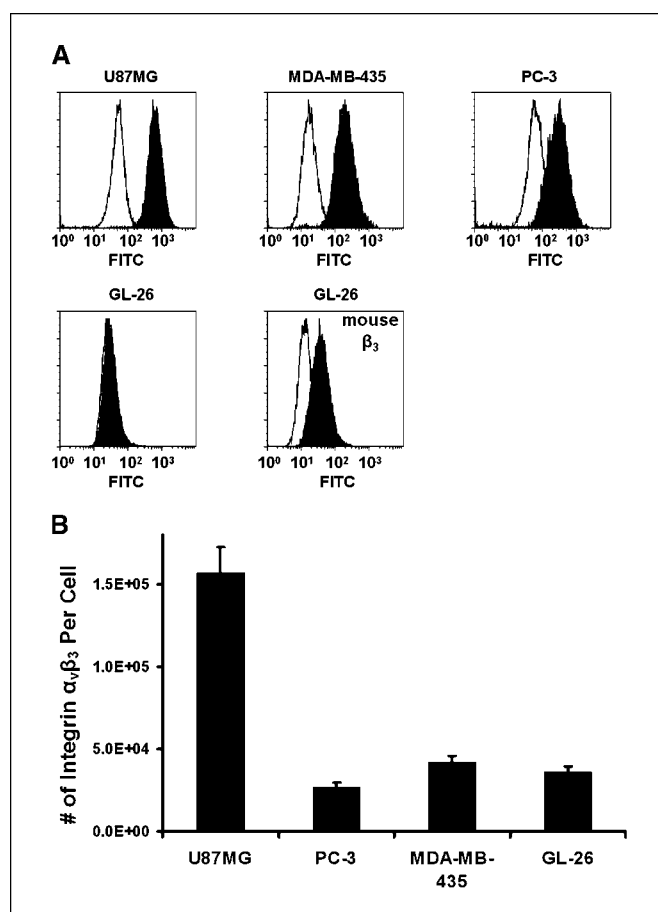 A
U87MG
MDA-MB-435
PC-3
10⁰ 10¹ 10² 10³
FITC
10⁰ 10¹ 10² 10³
FITC
10⁰ 10¹ 10² 10³
FITC
GL-26
GL-26
mouse
β₃
10⁰ 10¹ 10² 10³
FITC
10⁰ 10¹ 10² 10³
FITC
B
# of Integrin αᵥβ₃ Per Cell
1.5E+05
1.0E+05
5.0E+04
0.0E+00
U87MG
PC-3
MDA-MB-
435
GL-26